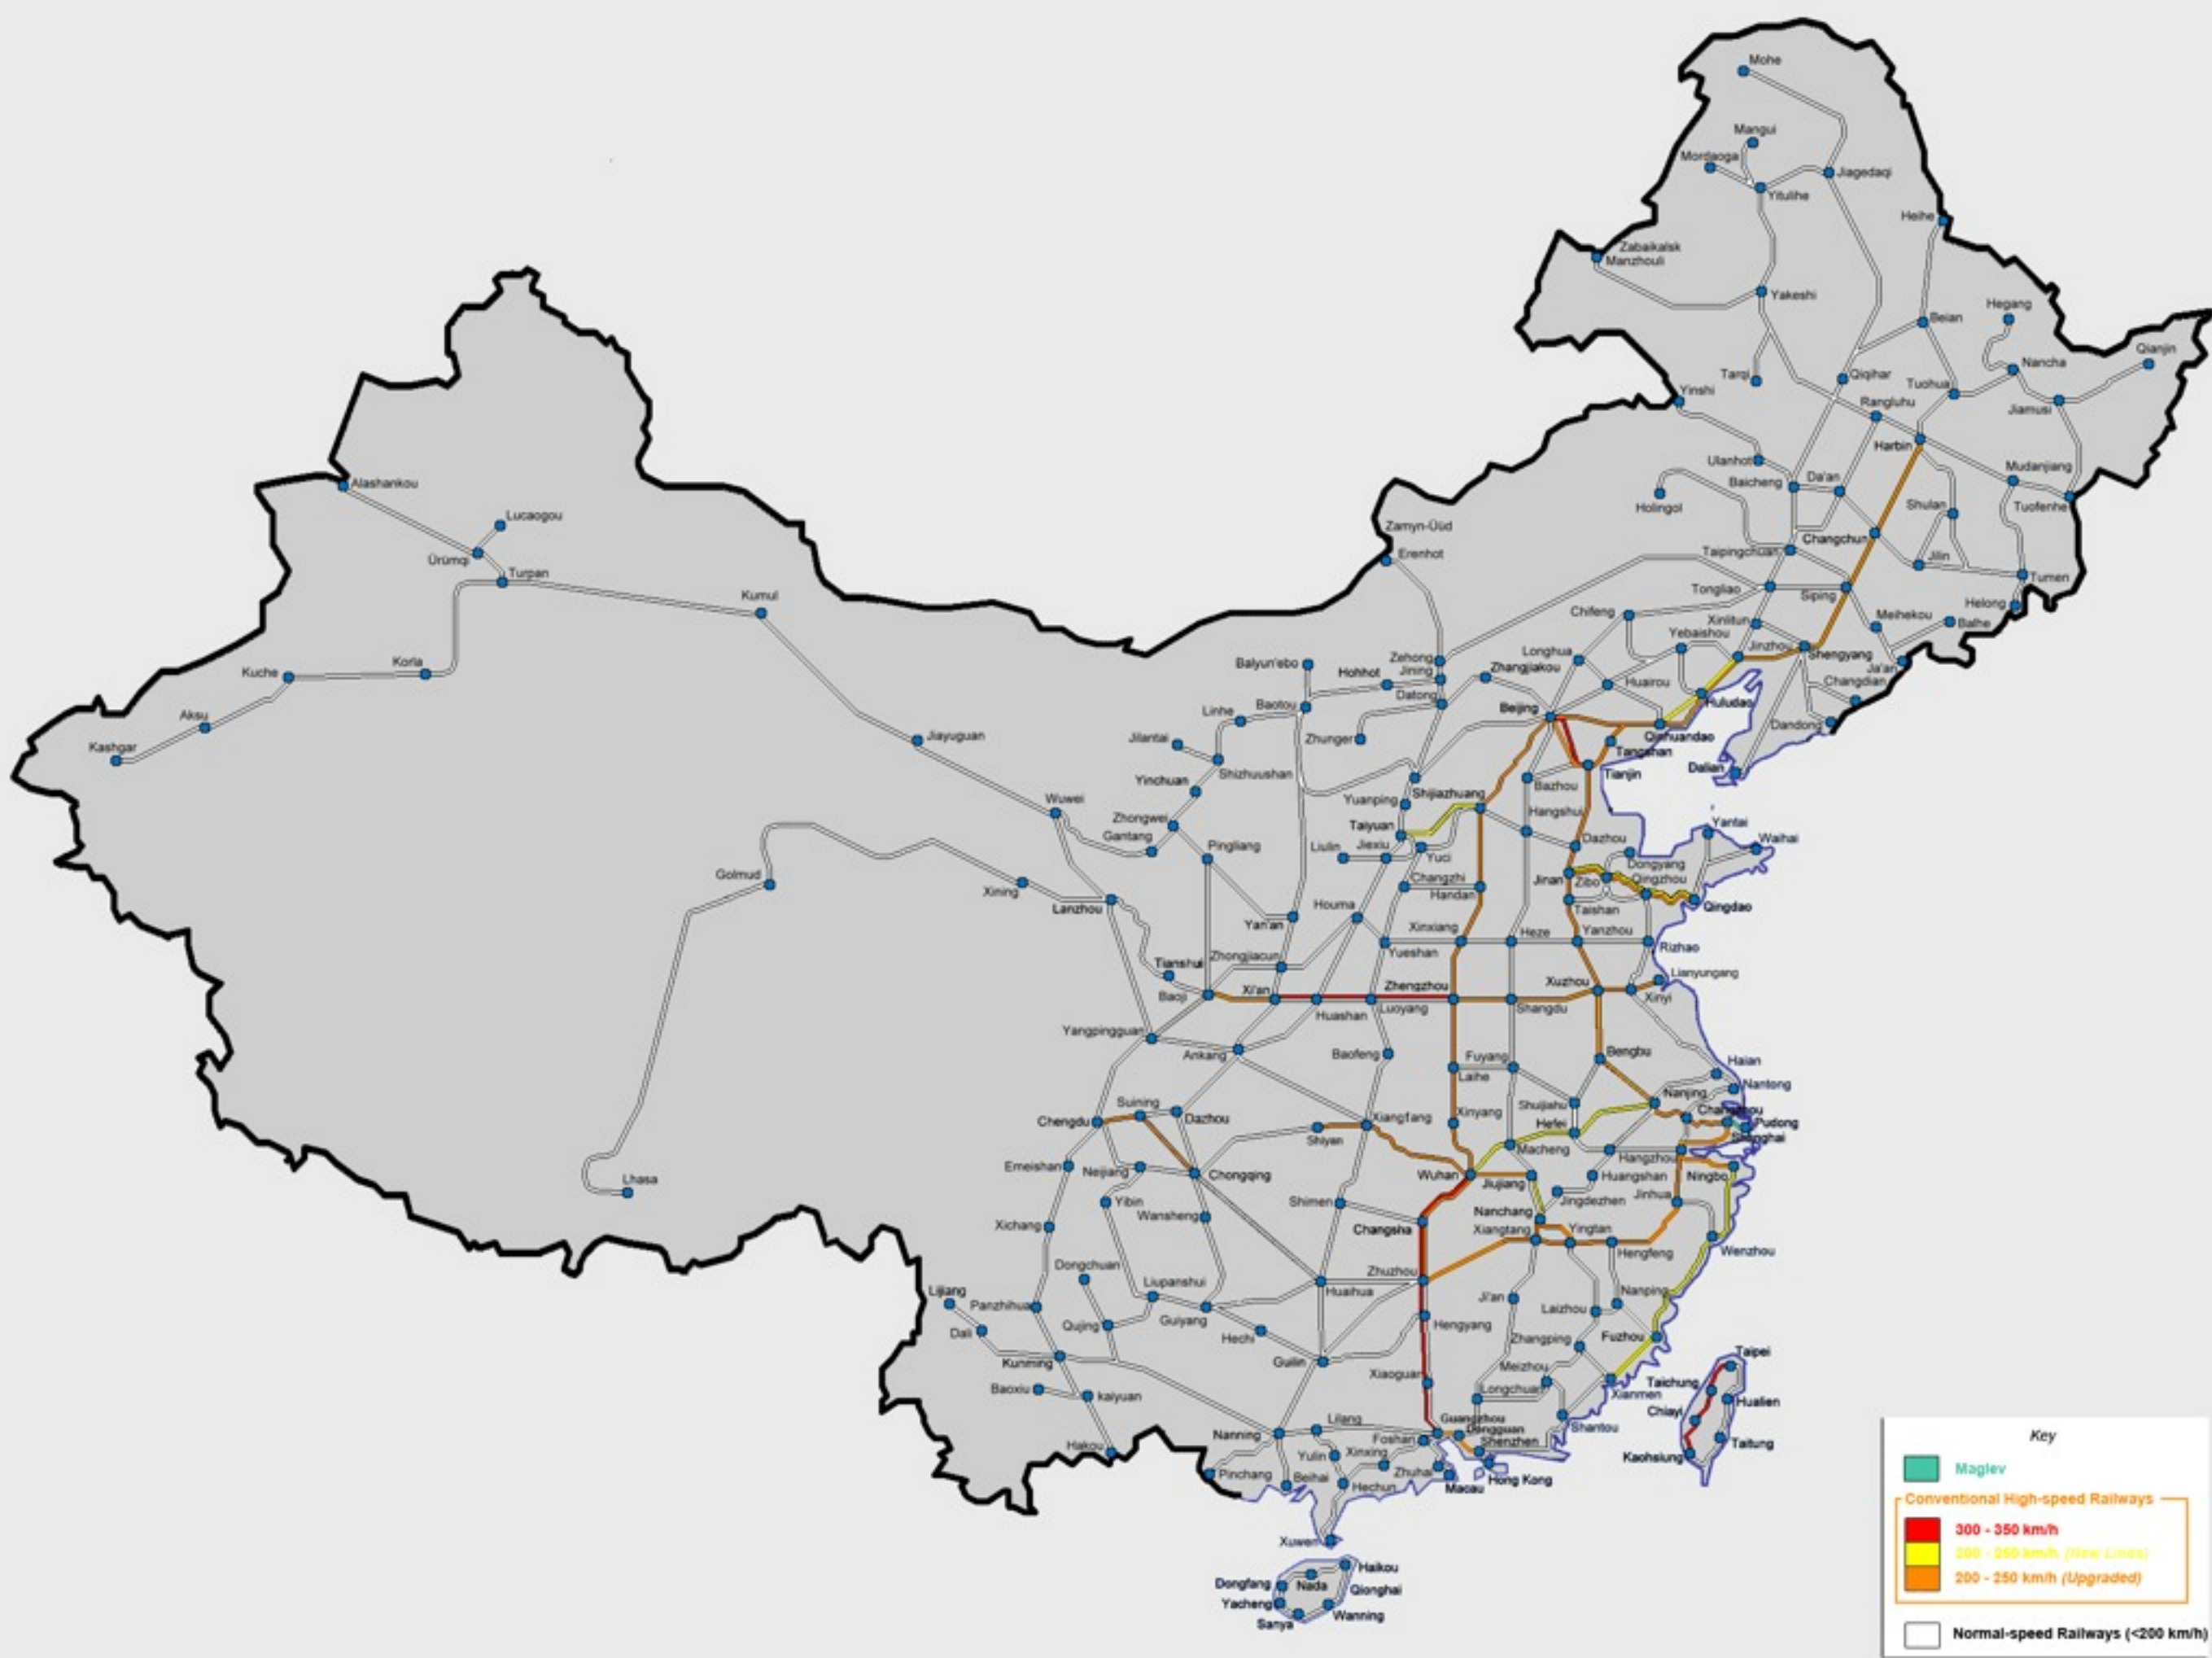 Mohe
Mangui
Mordaoga
Jiagedaqi
Yitulihe
Heihe
Zabaikalsk
Manzhouli
Yakeshi
Hegang
Beian
Qianjin
Nancha
Tarqi
Qiqihar
Tuohua
Yinshi
Rangluhu
Jiamusi
Harbin
Ulanhot
Mudanjiang
Alashankou
Baicheng
Da'an
Holingol
Shulan
Tuofenhe
Lucaogou
Zamyn-Üüd
Changchun
Erenhot
Taipingchuan
Jilin
Ürümqi
Turpan
Tumen
Kumul
Tongliao
Siping
Chifeng
Helong
Meihekou
Xinlitun
Balhe
Yebaishou
Jinzhou
Shengyang
Longhua
Korla
Kuche
Balyun'ebo
Zehong
Jining
Zhangjiakou
Hohhot
Ja'an
Changdian
Huairou
Datong
Huludao
Aksu
Linhe
Baotou
Beijing
Dandong
Kashgar
Jiayuguan
Jilantai
Zhunger
Qinhuandao
Tangshan
Shizhuushan
Tianjin
Dalian
Yinchuan
Bazhou
Wuwei
Yuanping
Shijiazhuang
Zhongwei
Hangshui
Yantai
Taiyuan
Gantang
Pingliang
Liulin
Jiexiu
Yuci
Dazhou
Waihai
Dongyang
Golmud
Xining
Changzhi
Jinan
Zibo
Qingzhou
Handan
Lanzhou
Houma
Taishan
Qingdao
Yan'an
Xinxiang
Heze
Yanzhou
Rizhao
Yueshan
Tianshui
Zhongjiacun
Lianyungang
Baoji
Xi'an
Zhengzhou
Xuzhou
Xinyi
Huashan
Luoyang
Shangdu
Yangpingguan
Ankang
Baofeng
Fuyang
Bengbu
Laihe
Haian
Nantong
Suining
Dazhou
Xiangfang
Xinyang
Shuijiahu
Nanjing
Changzhou
Chengdu
Hefei
Pudong
Shanghai
Shiyan
Macheng
Hangzhou
Emeishan
Neijiang
Chongqing
Wuhan
Jiujiang
Huangshan
Ningbo
Lhasa
Yibin
Wansheng
Shimen
Jingdezhen
Jinhua
Xichang
Changsha
Nanchang
Xiangtang
Yingtan
Hengfeng
Wenzhou
Dongchuan
Liupanshui
Zhuzhou
Huaihua
Nanping
Lijiang
Panzhihua
Ji'an
Laizhou
Qujing
Guiyang
Hechi
Hengyang
Dali
Zhangping
Fuzhou
Kunming
Guilin
Taipei
Xiaoguan
Meizhou
Baoxiu
kaiyuan
Longchuan
Xianmen
Taichung
Hualien
Chiayi
Lilang
Guangzhou
Shantou
Nanning
Dongguan
Foshan
Shenzhen
Hakou
Taitung
Yulin
Xinxing
Kaohsiung
Pinchang
Beihai
Zhuhai
Hong Kong
Hechun
Macau
Xuwen
Haikou
Dongfang
Nada
Qionghai
Yacheng
Sanya
Wanning
Key
Maglev
Conventional High-speed Railways
300 - 350 km/h
200 - 250 km/h (New Lines)
200 - 250 km/h (Upgraded)
Normal-speed Railways (<200 km/h)